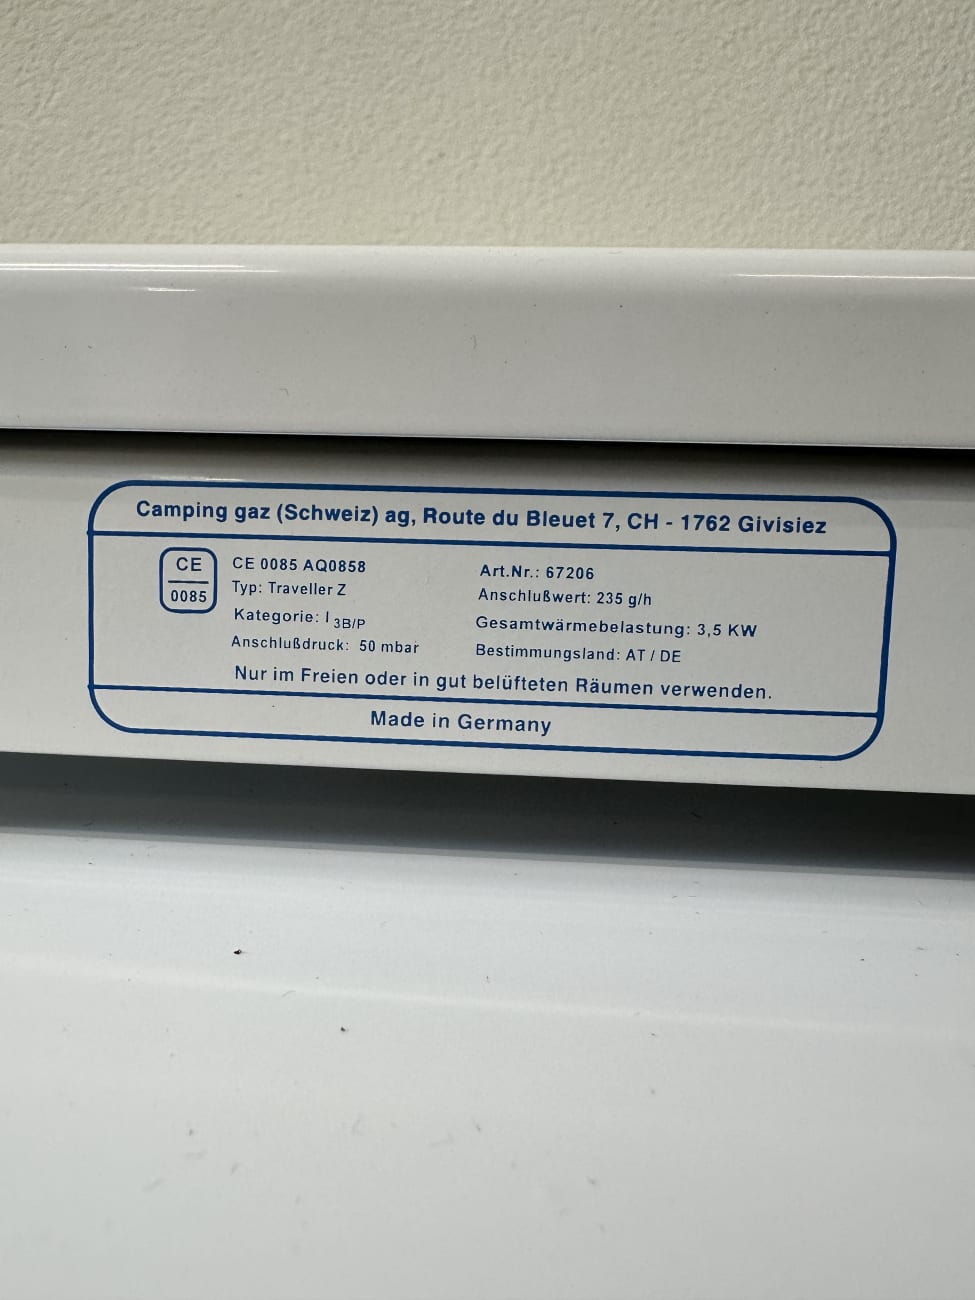 Camping gaz (Schweiz) ag, Route du Bleuet 7, CH - 1762 Givisiez
CE
0085
CE 0085 AQ0858
Typ: Traveller Z
Kategorie: I 3B/P
Anschlußdruck: 50 mbar
Art.Nr.: 67206
Anschlußwert: 235 g/h
Gesamtwärmebelastung: 3,5 KW
Bestimmungsland: AT / DE
Nur im Freien oder in gut belüfteten Räumen verwenden.
Made in Germany